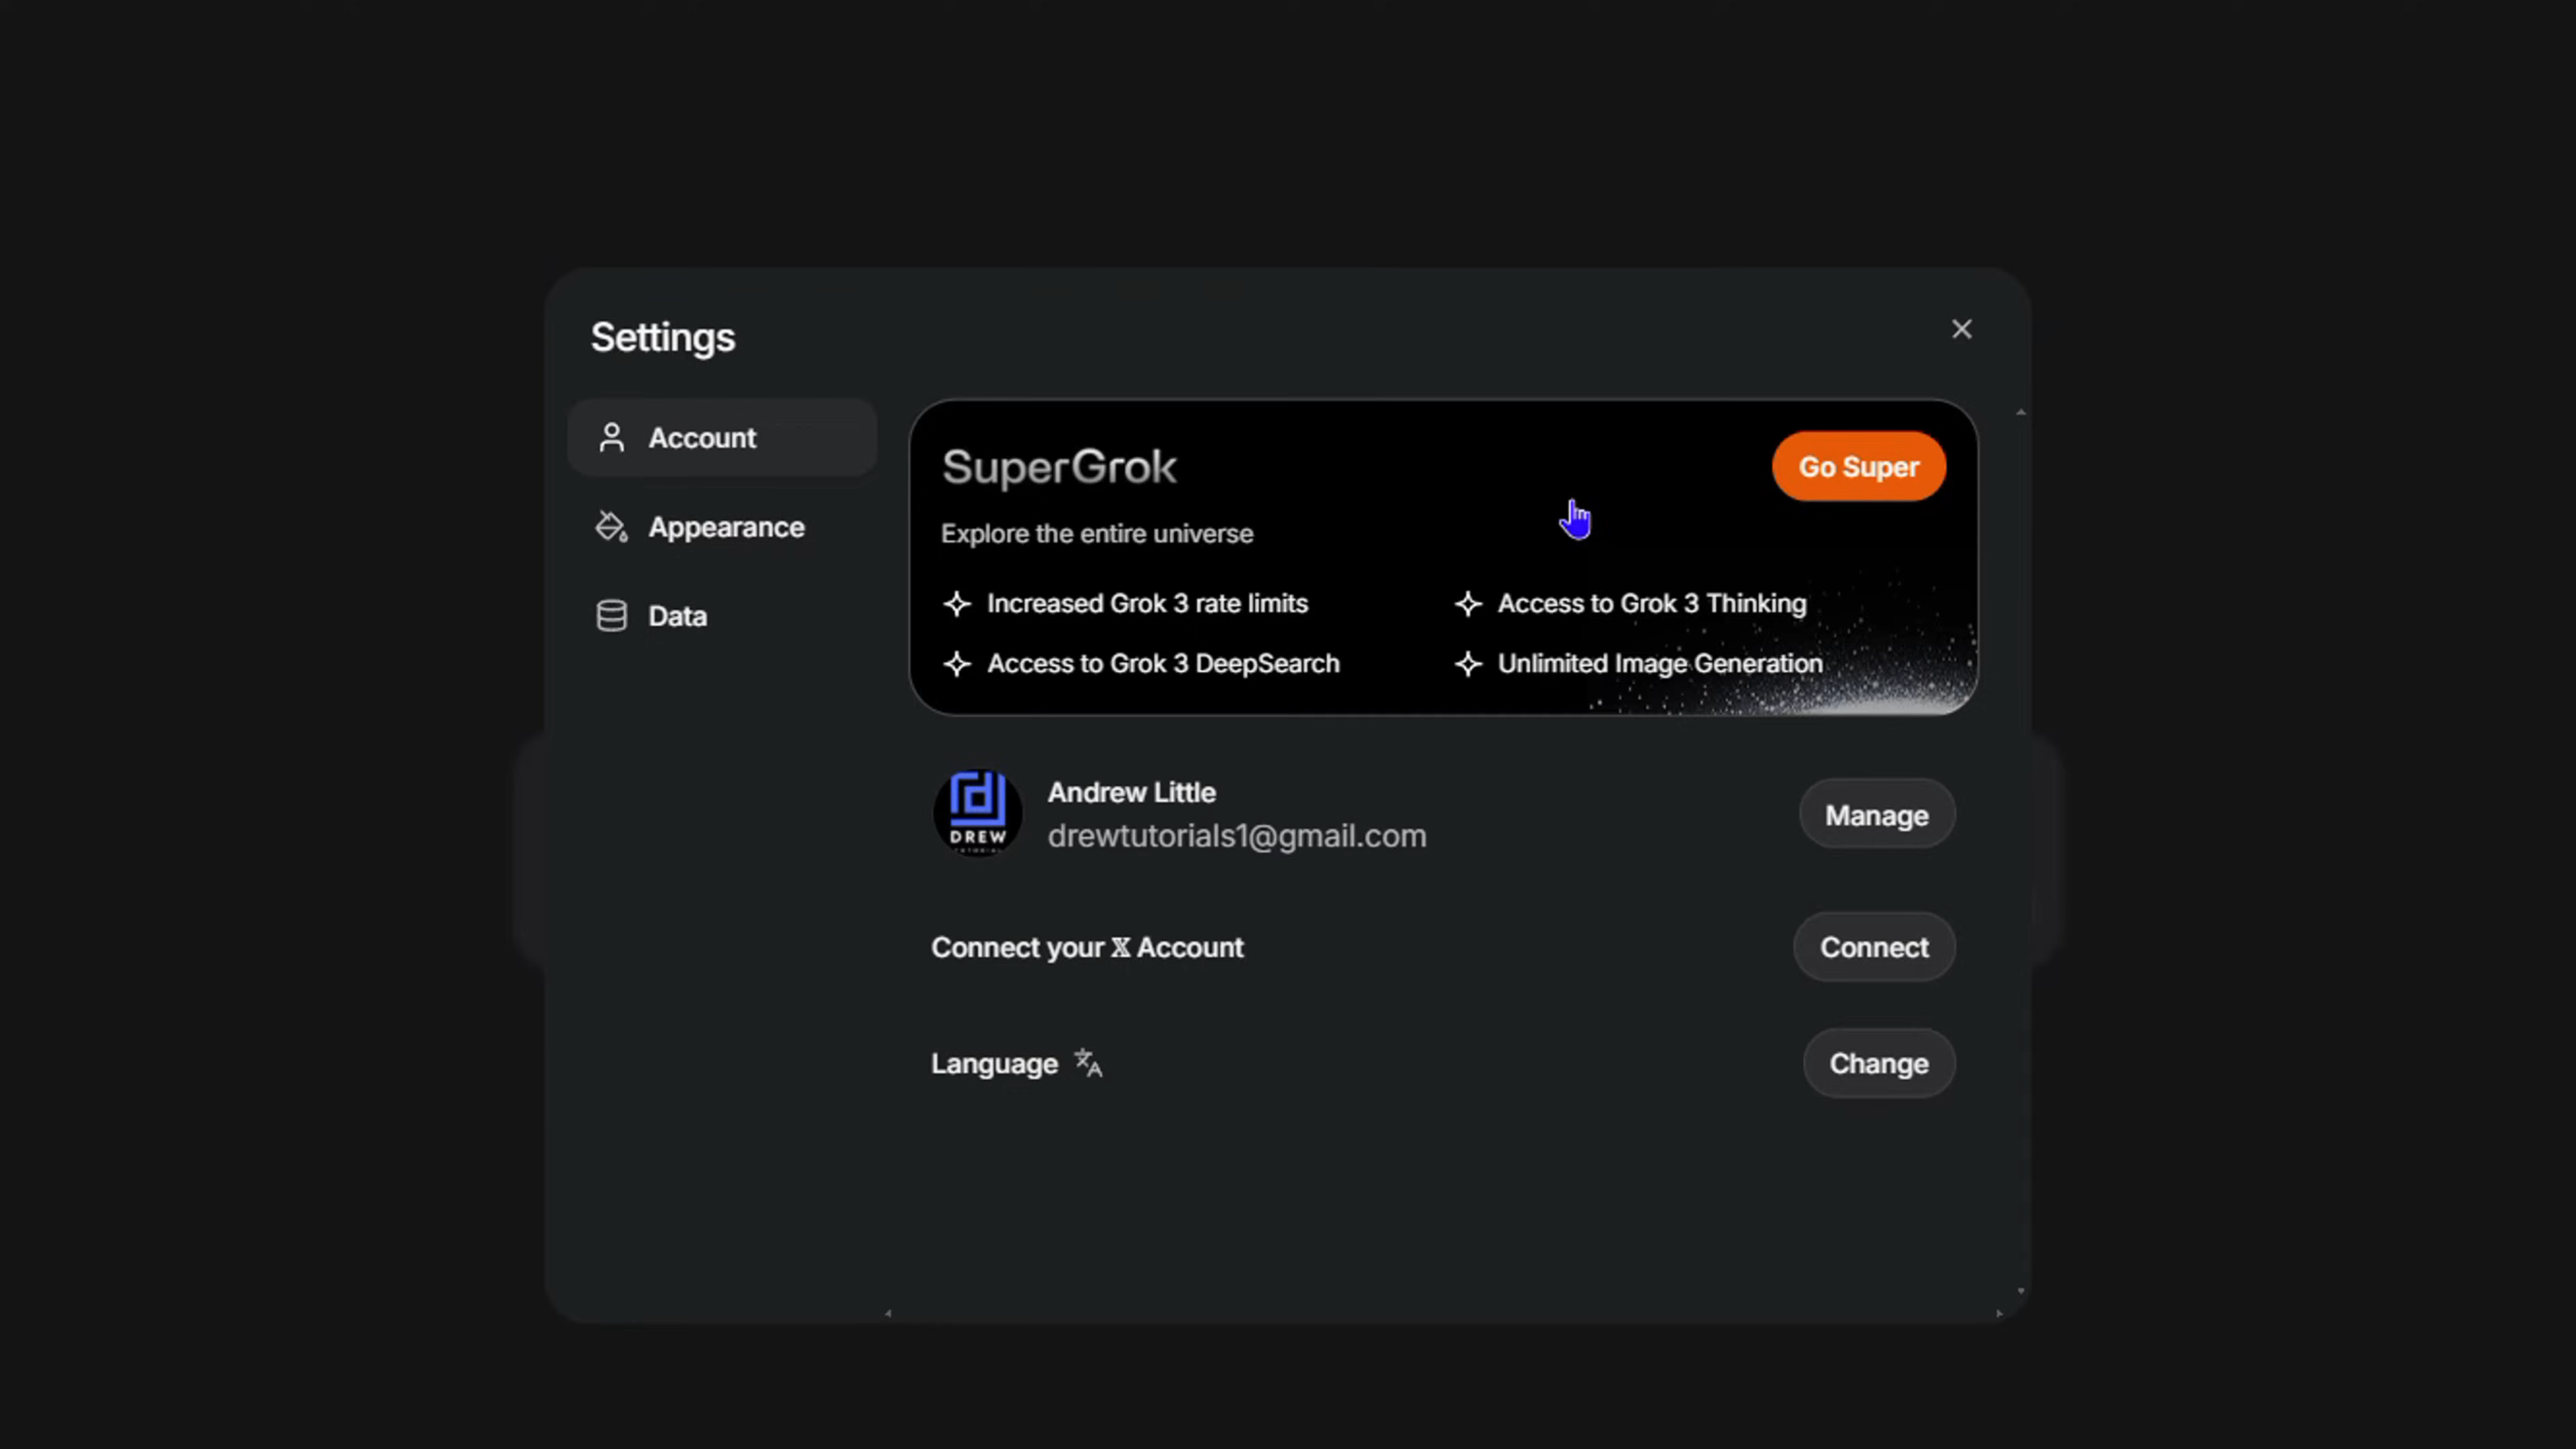 Settings
Account
Appearance
Data
SuperGrok
Go Super
Explore the entire universe
Increased Grok 3 rate limits
Access to Grok 3 Thinking
Access to Grok 3 DeepSearch
Unlimited Image Generation
DREW
Andrew Little
drewtutorials1@gmail.com
Manage
Connect your 𝕏 Account
Connect
Language
Change